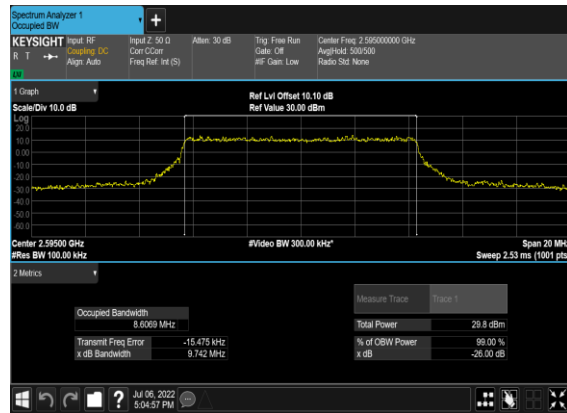 Spectrum Analyzer 1
Occupied BW
+
KEYSIGHT Input: RF Input Z: 50 Ω Atten: 30 dB Trig: Free Run Center Freq: 2.595000000 GHz
R T Coupling: DC Corr CCorr Gate: Off Avg|Hold: 500/500
Align: Auto Freq Ref: Int (S) #IF Gain: Low Radio Std: None
1 Graph
Ref Lvl Offset 10.10 dB
Scale/Div 10.0 dB Ref Value 30.00 dBm
Log
20.0
10.0
0.00
-10.0
-20.0
-30.0
-40.0
-50.0
-60.0
Center 2.59500 GHz #Video BW 300.00 kHz* Span 20 MHz
#Res BW 100.00 kHz Sweep 2.53 ms (1001 pts
2 Metrics
Measure Trace Trace 1
Occupied Bandwidth
8.6069 MHz Total Power 29.8 dBm
Transmit Freq Error -15.475 kHz % of OBW Power 99.00 %
x dB Bandwidth 9.742 MHz x dB -26.00 dB
? Jul 06, 2022
5:04:57 PM